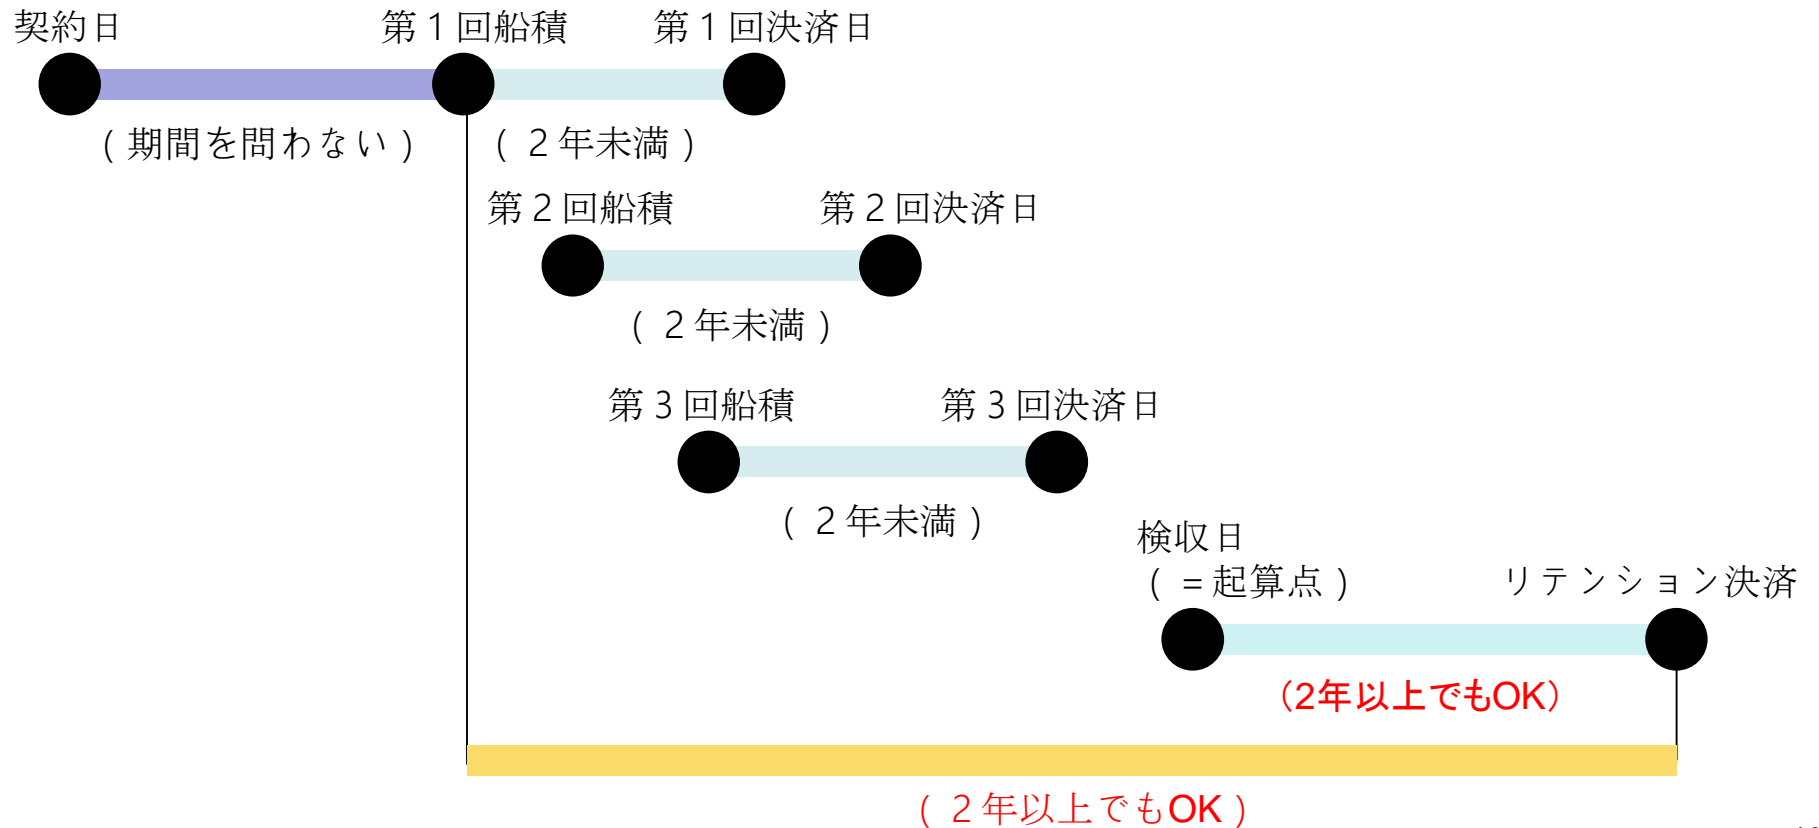 契約日
第１回船積
第１回決済日
(期間を問わない)
(２年未満)
第２回船積
第２回決済日
(２年未満)
第３回船積
第３回決済日
(２年未満)
検収日
(＝起算点)
リテンション決済
（2年以上でもOK）
(２年以上でもOK)